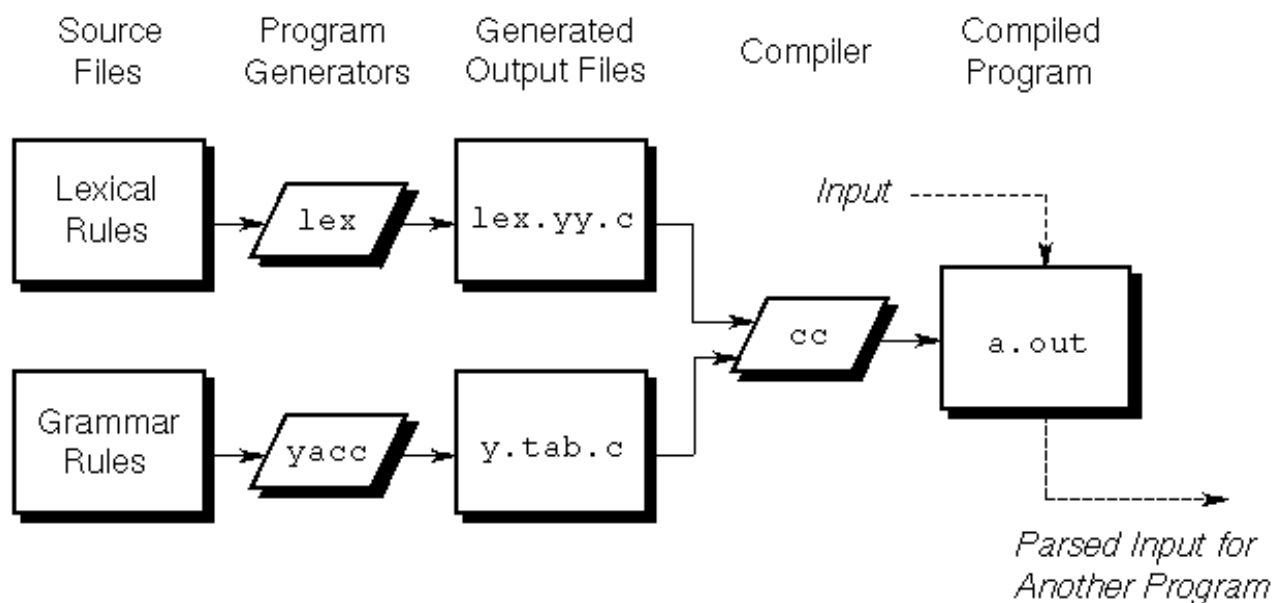 Source
Files
Program
Generators
Generated
Output Files
Compiler
Compiled
Program
Lexical
Rules
lex
lex.yy.c
Input
cc
a.out
Grammar
Rules
yacc
y.tab.c
Parsed Input for
Another Program